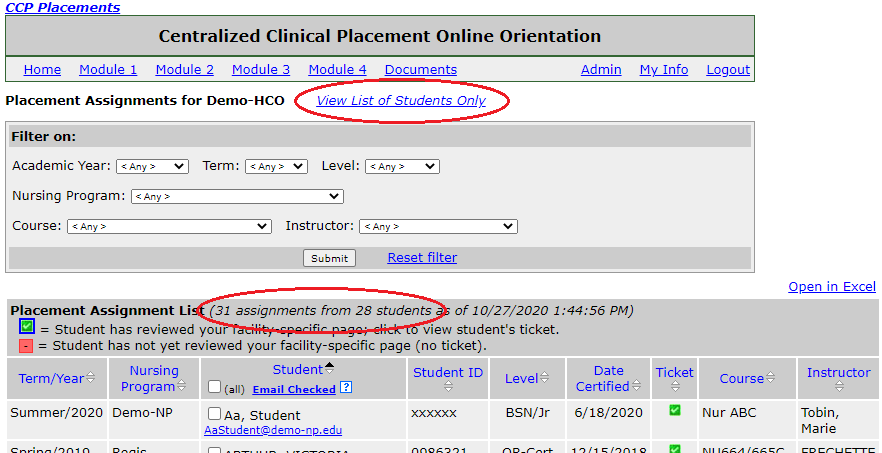 CCP Placements
Centralized Clinical Placement Online Orientation
Home Module 1 Module 2 Module 3 Module 4 Documents Admin My Info Logout
Placement Assignments for Demo-HCO View List of Students Only
Filter on:
Academic Year: < Any > Term: < Any > Level: < Any >
Nursing Program: < Any >
Course: < Any > Instructor: < Any >
Submit Reset filter
Open in Excel
Placement Assignment List (31 assignments from 28 students as of 10/27/2020 1:44:56 PM)
= Student has reviewed your facility-specific page; click to view student's ticket.
- = Student has not yet reviewed your facility-specific page (no ticket).
Term/Year Nursing Program Student Student ID Level Date Certified Ticket Course Instructor
(all) Email Checked ?
Summer/2020 Demo-NP Aa, Student xxxxxx BSN/Jr 6/18/2020 Nur ABC Tobin, Marie
AaStudent@demo-np.edu
Spring/2019 Regis ARTHUR, VICTORIA 0986321 OP-Cert 12/15/2018 NU664/665C FRECHETTE